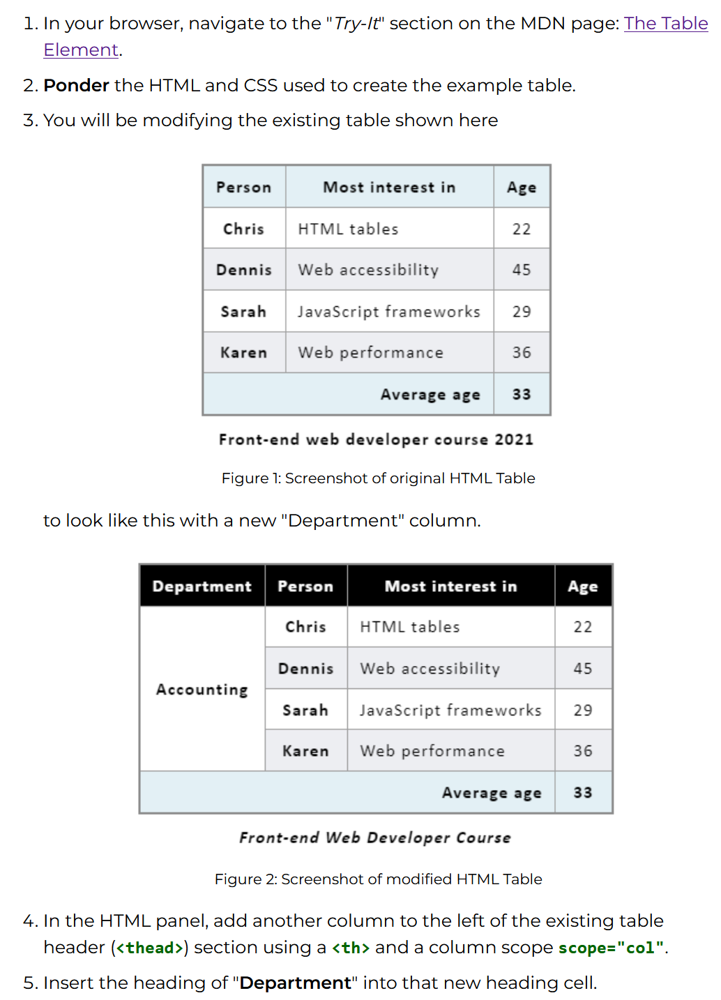 1. In your browser, navigate to the "Try-It" section on the MDN page: The Table
Element.
2. Ponder the HTML and CSS used to create the example table.
3. You will be modifying the existing table shown here
Person Most interest in Age
Chris HTML tables 22
Dennis Web accessibility 45
Sarah JavaScript frameworks 29
Karen Web performance 36
Average age 33
Front-end web developer course 2021
Figure 1: Screenshot of original HTML Table
to look like this with a new "Department" column.
Department Person Most interest in Age
Chris HTML tables 22
Dennis Web accessibility 45
Accounting
Sarah JavaScript frameworks 29
Karen Web performance 36
Average age 33
Front-end Web Developer Course
Figure 2: Screenshot of modified HTML Table
4. In the HTML panel, add another column to the left of the existing table
header (<thead>) section using a <th> and a column scope scope="col".
5. Insert the heading of "Department" into that new heading cell.